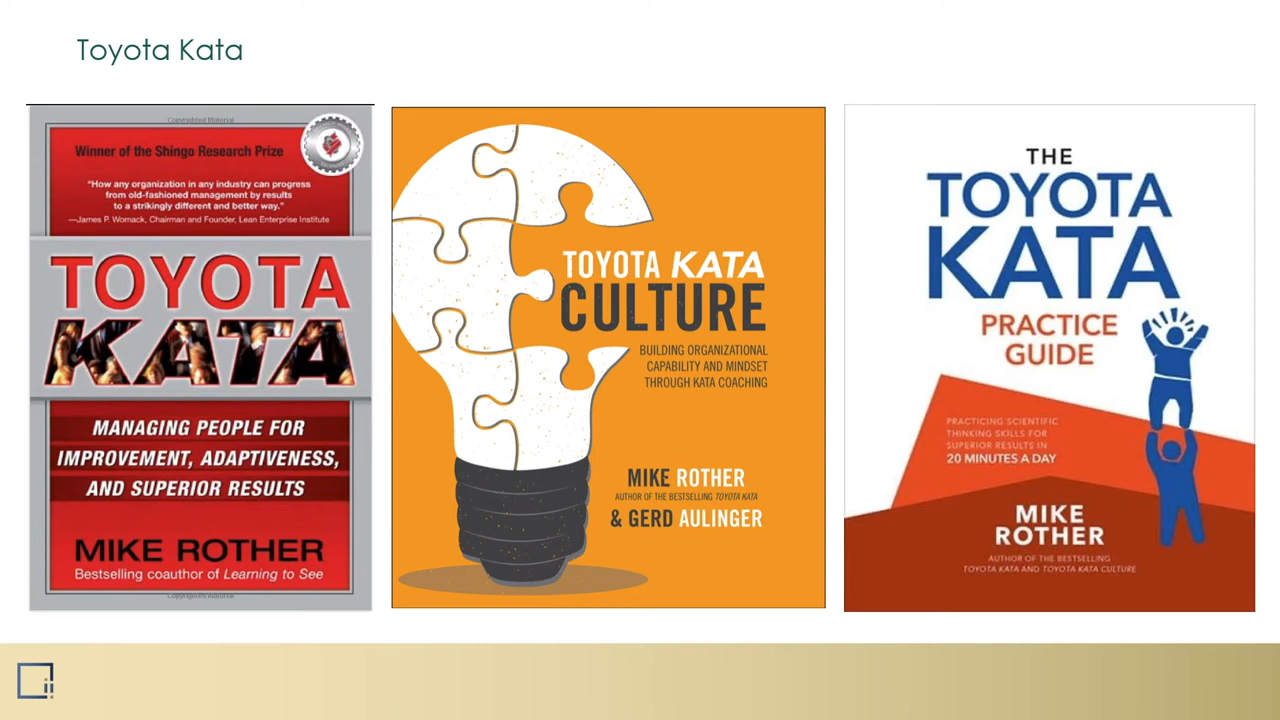 Toyota Kata
Copyrighted Material
Winner of the Shingo Research Prize
“How any organization in any industry can progress
from old-fashioned management by results
to a strikingly different and better way.”
—James P. Womack, Chairman and Founder, Lean Enterprise Institute
TOYOTA
KATA
MANAGING PEOPLE FOR
IMPROVEMENT, ADAPTIVENESS,
AND SUPERIOR RESULTS
MIKE ROTHER
Bestselling coauthor of Learning to See
Copyrighted Material
TOYOTA KATA
CULTURE
BUILDING ORGANIZATIONAL
CAPABILITY AND MINDSET
THROUGH KATA COACHING
MIKE ROTHER
AUTHOR OF THE BESTSELLING TOYOTA KATA
& GERD AULINGER
THE
TOYOTA
KATA
PRACTICE
GUIDE
PRACTICING SCIENTIFIC
THINKING SKILLS FOR
SUPERIOR RESULTS IN
20 MINUTES A DAY
MIKE
ROTHER
AUTHOR OF THE BESTSELLING
TOYOTA KATA AND TOYOTA KATA CULTURE